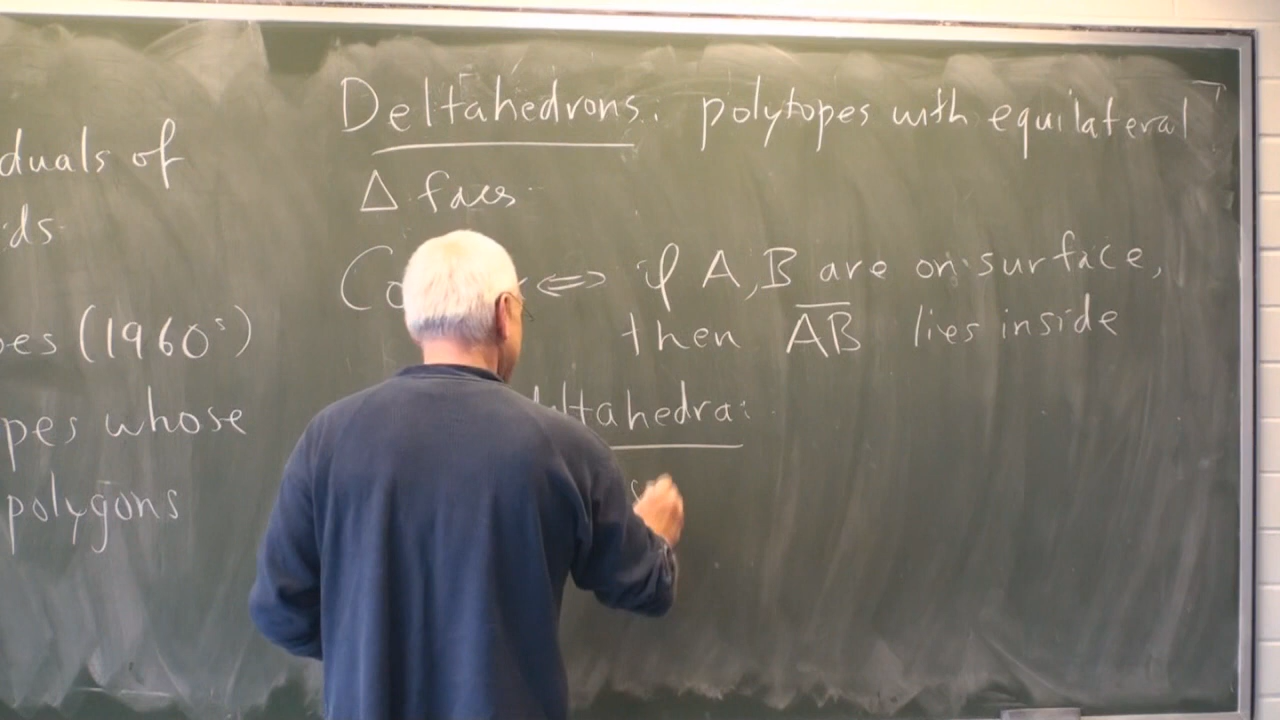 duals of
ds
es (1960s)
pes whose
polygons
Deltahedrons: polytopes with equilateral
Δ faces
⇔ if A, B are on surface,
then A̅B̅ lies inside
ltahedra: